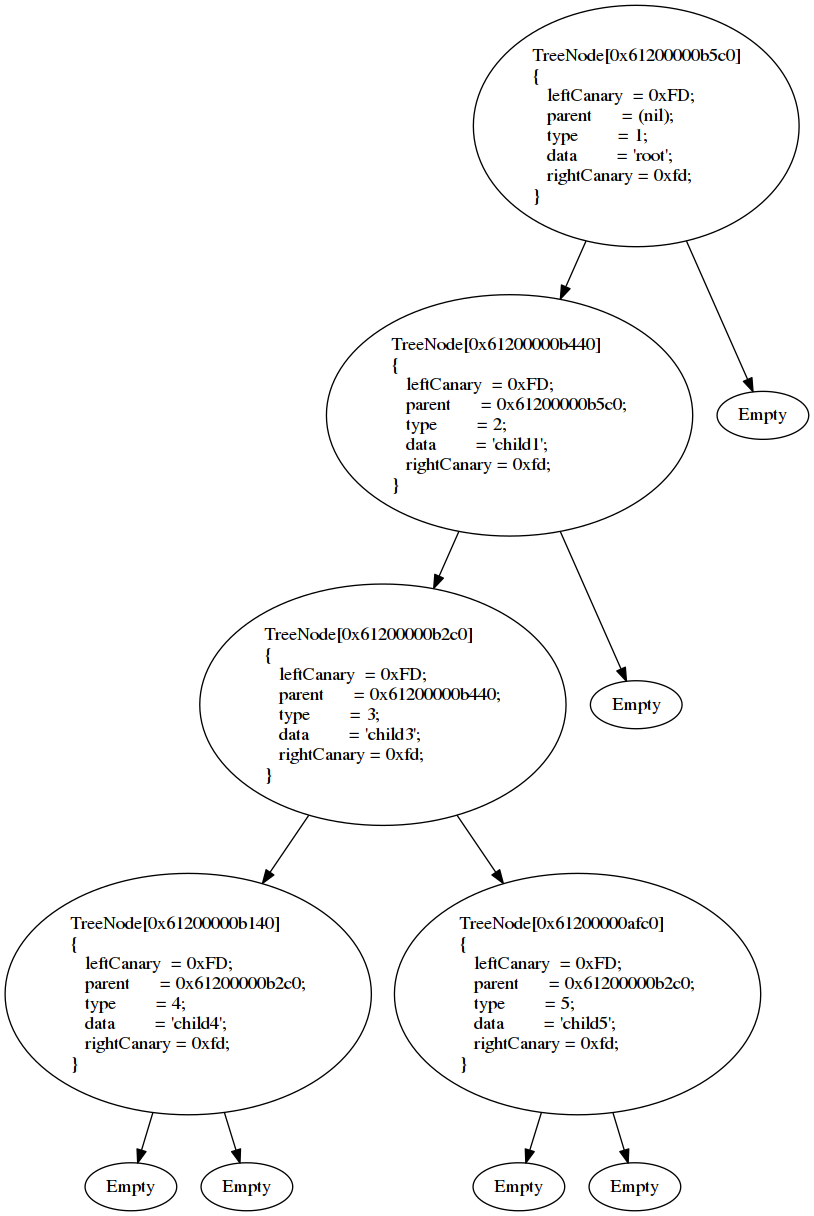 TreeNode[0x61200000b5c0]
{
leftCanary = 0xFD;
parent = (nil);
type = 1;
data = 'root';
rightCanary = 0xfd;
}
TreeNode[0x61200000b440]
{
leftCanary = 0xFD;
parent = 0x61200000b5c0;
type = 2;
data = 'child1';
rightCanary = 0xfd;
}
Empty
TreeNode[0x61200000b2c0]
{
leftCanary = 0xFD;
parent = 0x61200000b440;
type = 3;
data = 'child3';
rightCanary = 0xfd;
}
Empty
TreeNode[0x61200000b140]
{
leftCanary = 0xFD;
parent = 0x61200000b2c0;
type = 4;
data = 'child4';
rightCanary = 0xfd;
}
TreeNode[0x61200000afc0]
{
leftCanary = 0xFD;
parent = 0x61200000b2c0;
type = 5;
data = 'child5';
rightCanary = 0xfd;
}
Empty
Empty
Empty
Empty